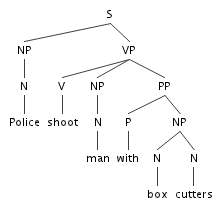 S
NP VP
N V NP PP
Police shoot N P NP
man with N N
box cutters